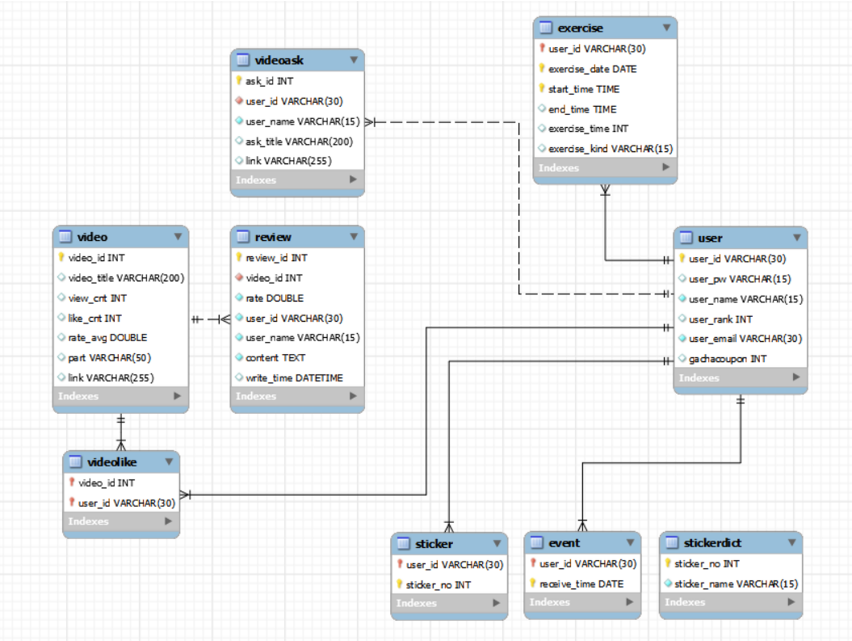 videoask
ask_id INT
user_id VARCHAR(30)
user_name VARCHAR(15)
ask_title VARCHAR(200)
link VARCHAR(255)
Indexes
exercise
user_id VARCHAR(30)
exercise_date DATE
start_time TIME
end_time TIME
exercise_time INT
exercise_kind VARCHAR(15)
Indexes
video
video_id INT
video_title VARCHAR(200)
view_cnt INT
like_cnt INT
rate_avg DOUBLE
part VARCHAR(50)
link VARCHAR(255)
Indexes
review
review_id INT
video_id INT
rate DOUBLE
user_id VARCHAR(30)
user_name VARCHAR(15)
content TEXT
write_time DATETIME
Indexes
user
user_id VARCHAR(30)
user_pw VARCHAR(15)
user_name VARCHAR(15)
user_rank INT
user_email VARCHAR(30)
gachacoupon INT
Indexes
videolike
video_id INT
user_id VARCHAR(30)
Indexes
sticker
user_id VARCHAR(30)
sticker_no INT
Indexes
event
user_id VARCHAR(30)
receive_time DATE
Indexes
stickerdict
sticker_no INT
sticker_name VARCHAR(15)
Indexes